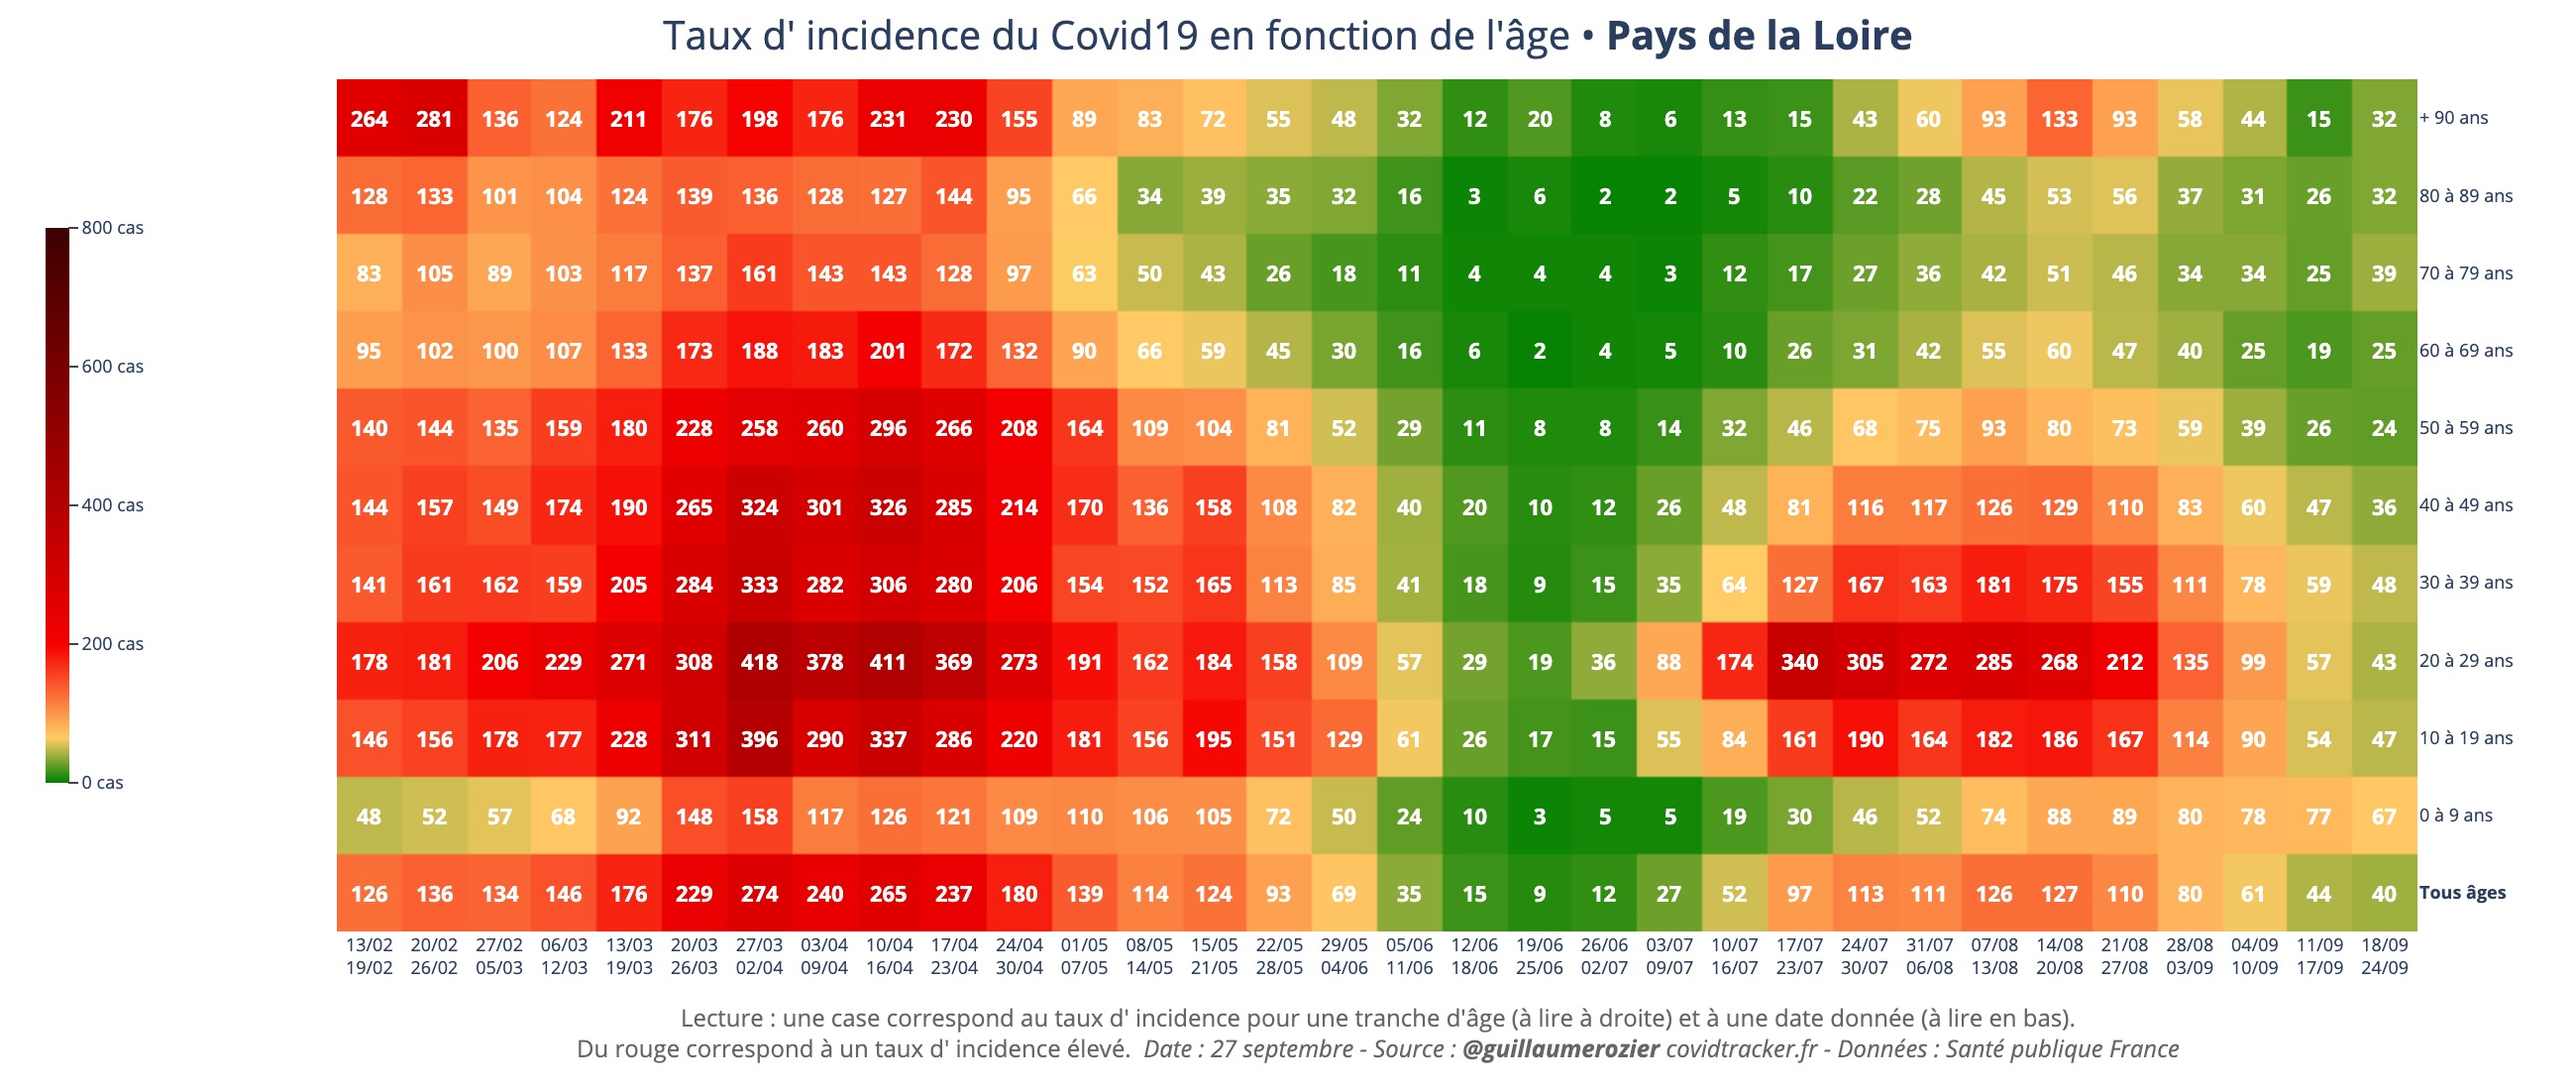 Taux d' incidence du Covid19 en fonction de l'âge • Pays de la Loire
800 cas
600 cas
400 cas
200 cas
0 cas
264 281 136 124 211 176 198 176 231 230 155 89 83 72 55 48 32 12 20 8 6 13 15 43 60 93 133 93 58 44 15 32 + 90 ans
128 133 101 104 124 139 136 128 127 144 95 66 34 39 35 32 16 3 6 2 2 5 10 22 28 45 53 56 37 31 26 32 80 à 89 ans
83 105 89 103 117 137 161 143 143 128 97 63 50 43 26 18 11 4 4 4 3 12 17 27 36 42 51 46 34 34 25 39 70 à 79 ans
95 102 100 107 133 173 188 183 201 172 132 90 66 59 45 30 16 6 2 4 5 10 26 31 42 55 60 47 40 25 19 25 60 à 69 ans
140 144 135 159 180 228 258 260 296 266 208 164 109 104 81 52 29 11 8 8 14 32 46 68 75 93 80 73 59 39 26 24 50 à 59 ans
144 157 149 174 190 265 324 301 326 285 214 170 136 158 108 82 40 20 10 12 26 48 81 116 117 126 129 110 83 60 47 36 40 à 49 ans
141 161 162 159 205 284 333 282 306 280 206 154 152 165 113 85 41 18 9 15 35 64 127 167 163 181 175 155 111 78 59 48 30 à 39 ans
178 181 206 229 271 308 418 378 411 369 273 191 162 184 158 109 57 29 19 36 88 174 340 305 272 285 268 212 135 99 57 43 20 à 29 ans
146 156 178 177 228 311 396 290 337 286 220 181 156 195 151 129 61 26 17 15 55 84 161 190 164 182 186 167 114 90 54 47 10 à 19 ans
48 52 57 68 92 148 158 117 126 121 109 110 106 105 72 50 24 10 3 5 5 19 30 46 52 74 88 89 80 78 77 67 0 à 9 ans
126 136 134 146 176 229 274 240 265 237 180 139 114 124 93 69 35 15 9 12 27 52 97 113 111 126 127 110 80 61 44 40 Tous âges
13/02 20/02 27/02 06/03 13/03 20/03 27/03 03/04 10/04 17/04 24/04 01/05 08/05 15/05 22/05 29/05 05/06 12/06 19/06 26/06 03/07 10/07 17/07 24/07 31/07 07/08 14/08 21/08 28/08 04/09 11/09 18/09
19/02 26/02 05/03 12/03 19/03 26/03 02/04 09/04 16/04 23/04 30/04 07/05 14/05 21/05 28/05 04/06 11/06 18/06 25/06 02/07 09/07 16/07 23/07 30/07 06/08 13/08 20/08 27/08 03/09 10/09 17/09 24/09
Lecture : une case correspond au taux d' incidence pour une tranche d'âge (à lire à droite) et à une date donnée (à lire en bas).
Du rouge correspond à un taux d' incidence élevé. Date : 27 septembre - Source : @guillaumerozier covidtracker.fr - Données : Santé publique France